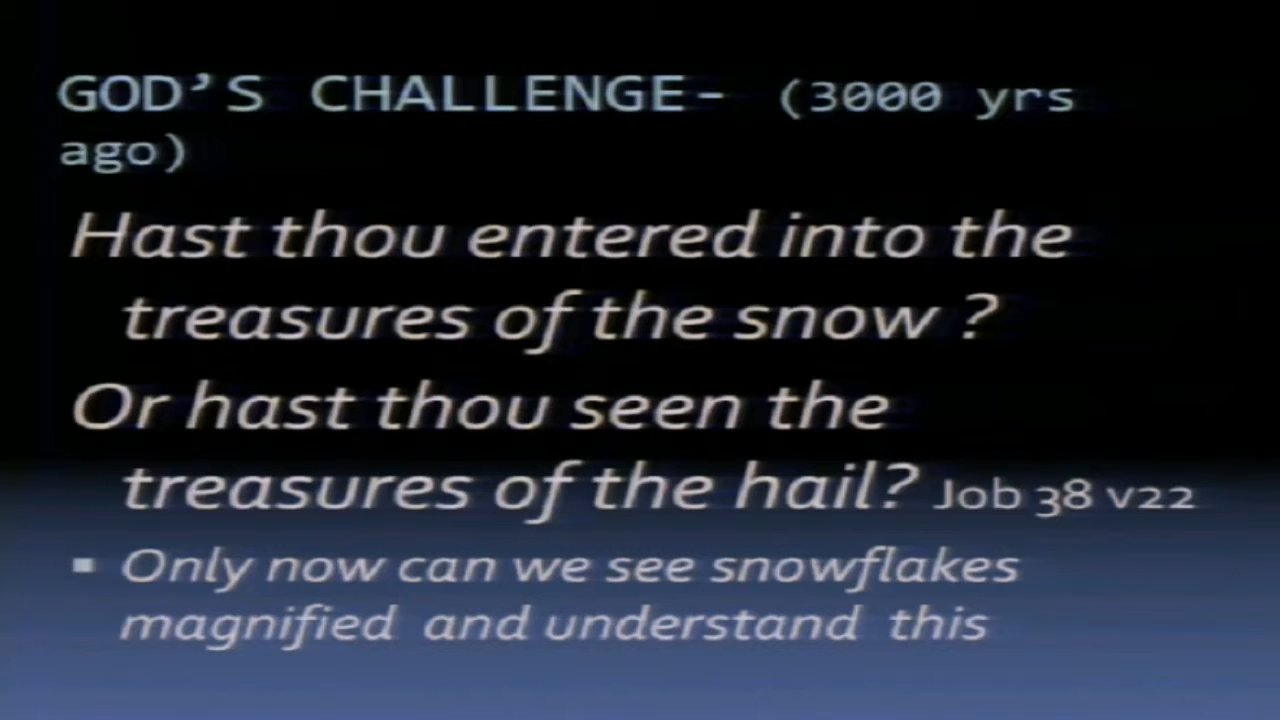 GOD’S CHALLENGE- (3000 yrs
ago)
Hast thou entered into the
treasures of the snow ?
Or hast thou seen the
treasures of the hail? Job 38 v22
▪ Only now can we see snowflakes
magnified and understand this